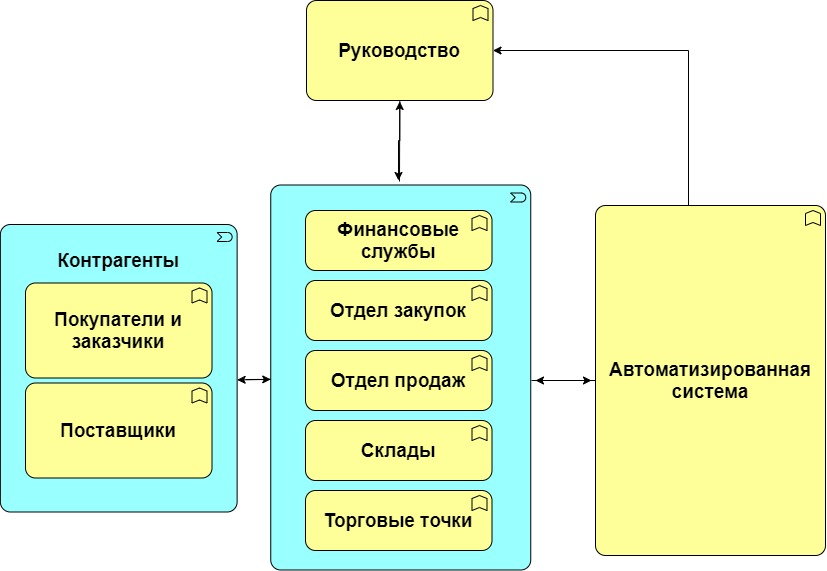 Руководство
Контрагенты
Покупатели и
заказчики
Поставщики
Финансовые
службы
Отдел закупок
Отдел продаж
Склады
Торговые точки
Автоматизированная
система